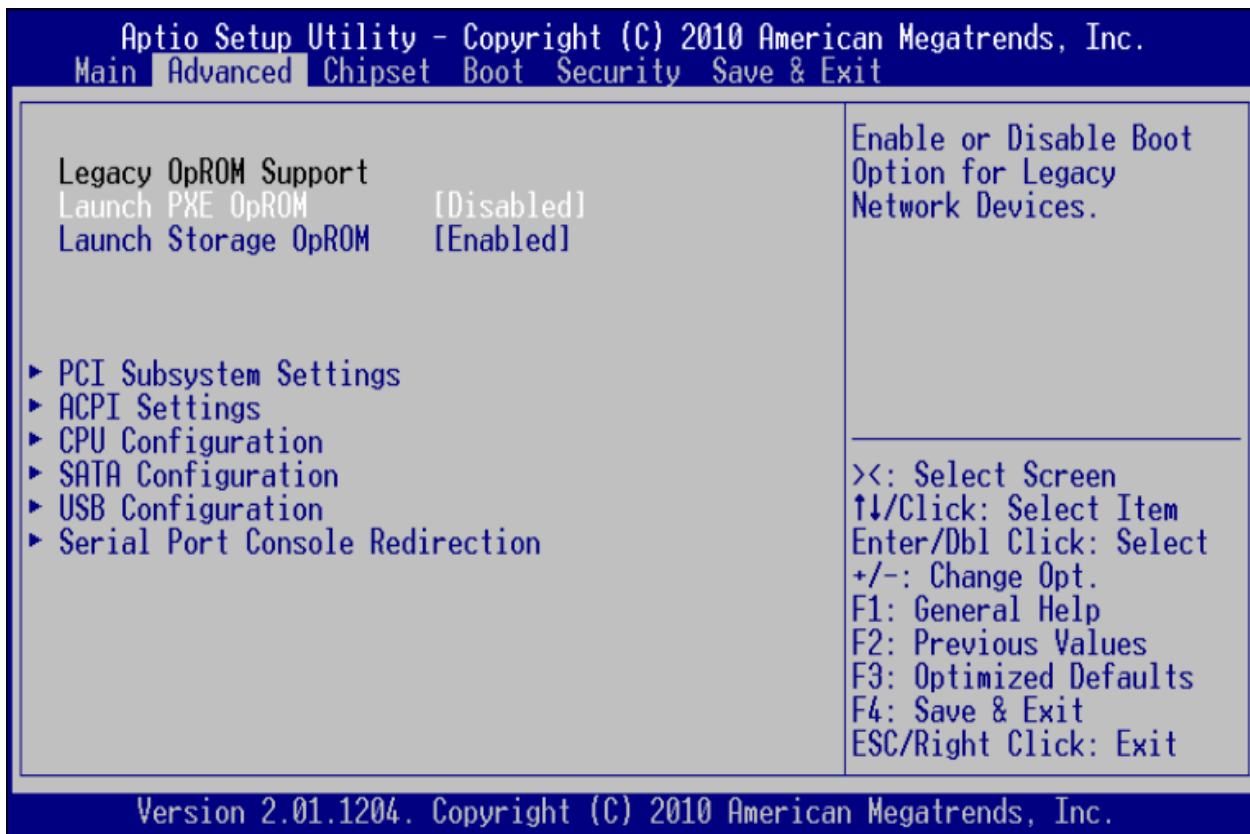 Aptio Setup Utility – Copyright (C) 2010 American Megatrends, Inc.
Main Advanced Chipset Boot Security Save & Exit
Legacy OpROM Support
Launch PXE OpROM [Disabled]
Launch Storage OpROM [Enabled]
► PCI Subsystem Settings
► ACPI Settings
► CPU Configuration
► SATA Configuration
► USB Configuration
► Serial Port Console Redirection
Enable or Disable Boot
Option for Legacy
Network Devices.
><: Select Screen
↑↓/Click: Select Item
Enter/Dbl Click: Select
+/-: Change Opt.
F1: General Help
F2: Previous Values
F3: Optimized Defaults
F4: Save & Exit
ESC/Right Click: Exit
Version 2.01.1204. Copyright (C) 2010 American Megatrends, Inc.